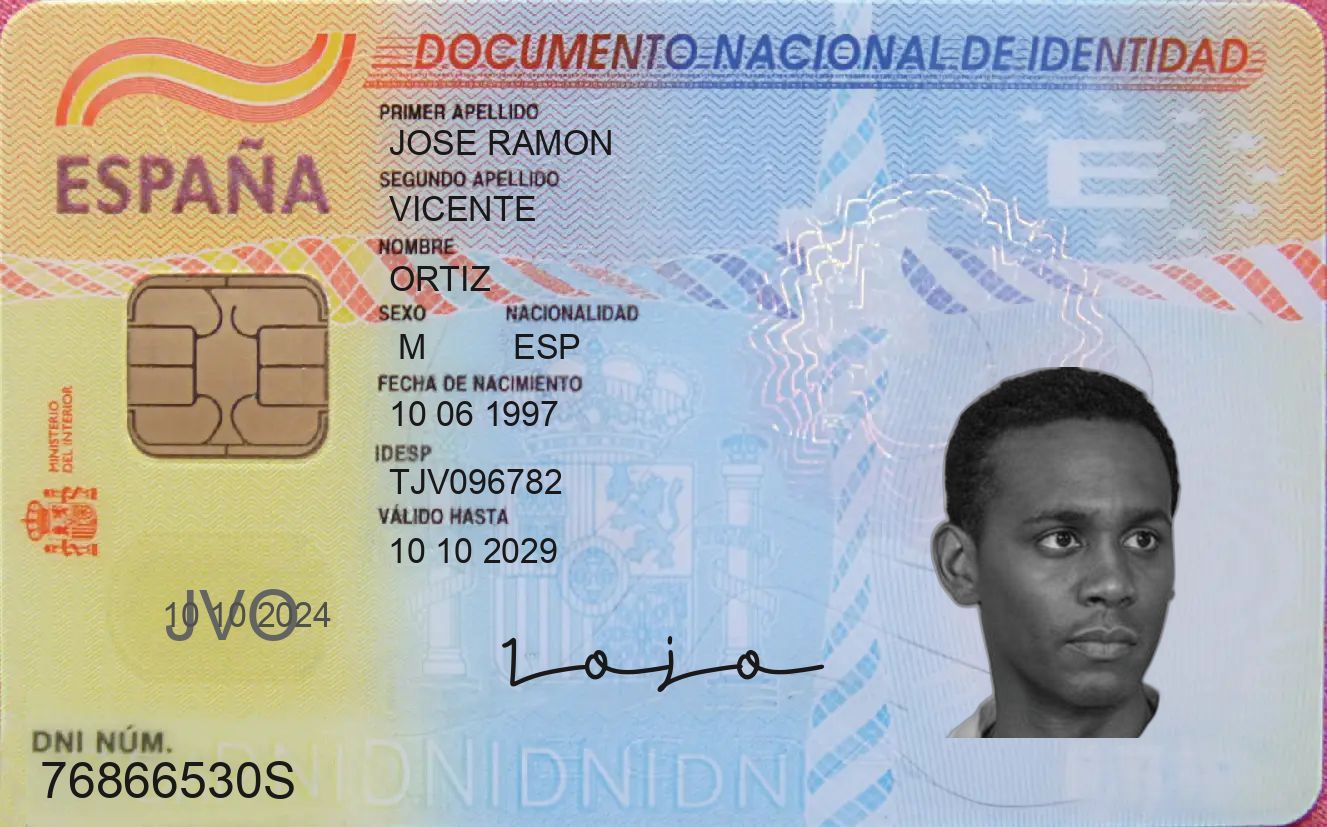 DOCUMENTO NACIONAL DE IDENTIDAD
ESPAÑA
PRIMER APELLIDO
JOSE RAMON
SEGUNDO APELLIDO
VICENTE
NOMBRE
ORTIZ
SEXO NACIONALIDAD
M ESP
FECHA DE NACIMIENTO
10 06 1997
IDESP
TJV096782
VÁLIDO HASTA
10 10 2029
MINISTERIO
DEL INTERIOR
E
10 10 2024
JVO
DNI NÚM.
76866530S
DNIDNIDNIDNI